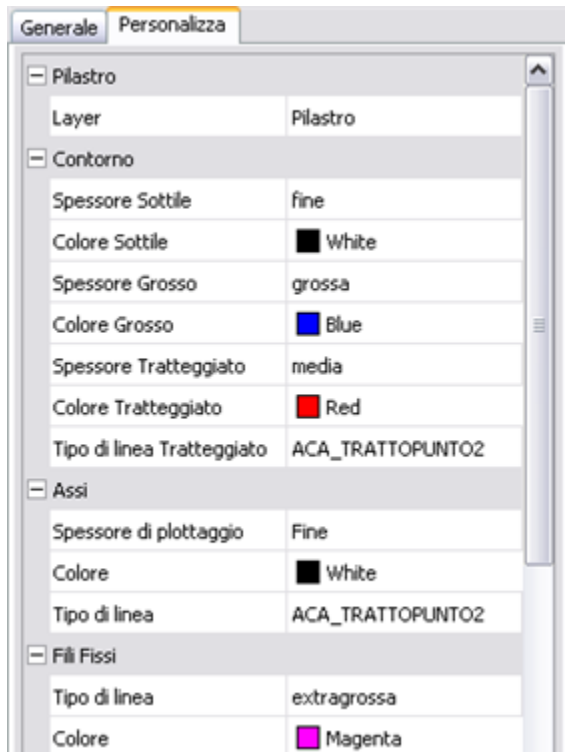 Generale Personalizza
Pilastro
Layer Pilastro
Contorno
Spessore Sottile fine
Colore Sottile White
Spessore Grosso grossa
Colore Grosso Blue
Spessore Tratteggiato media
Colore Tratteggiato Red
Tipo di linea Tratteggiato ACA_TRATTOPUNTO2
Assi
Spessore di plottaggio Fine
Colore White
Tipo di linea ACA_TRATTOPUNTO2
Fili Fissi
Tipo di linea extragrossa
Colore Magenta